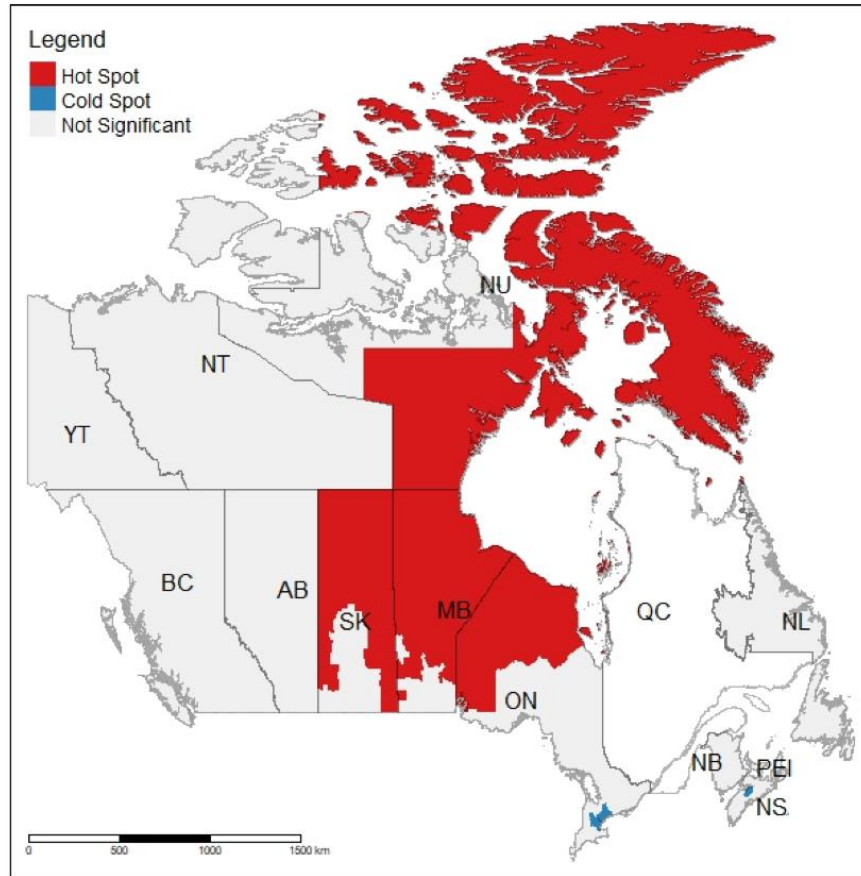 Legend
Hot Spot
Cold Spot
Not Significant
NU
NT
YT
BC
AB
SK
MB
QC
NL
ON
NB
PEI
NS
0 500 1000 1500 km